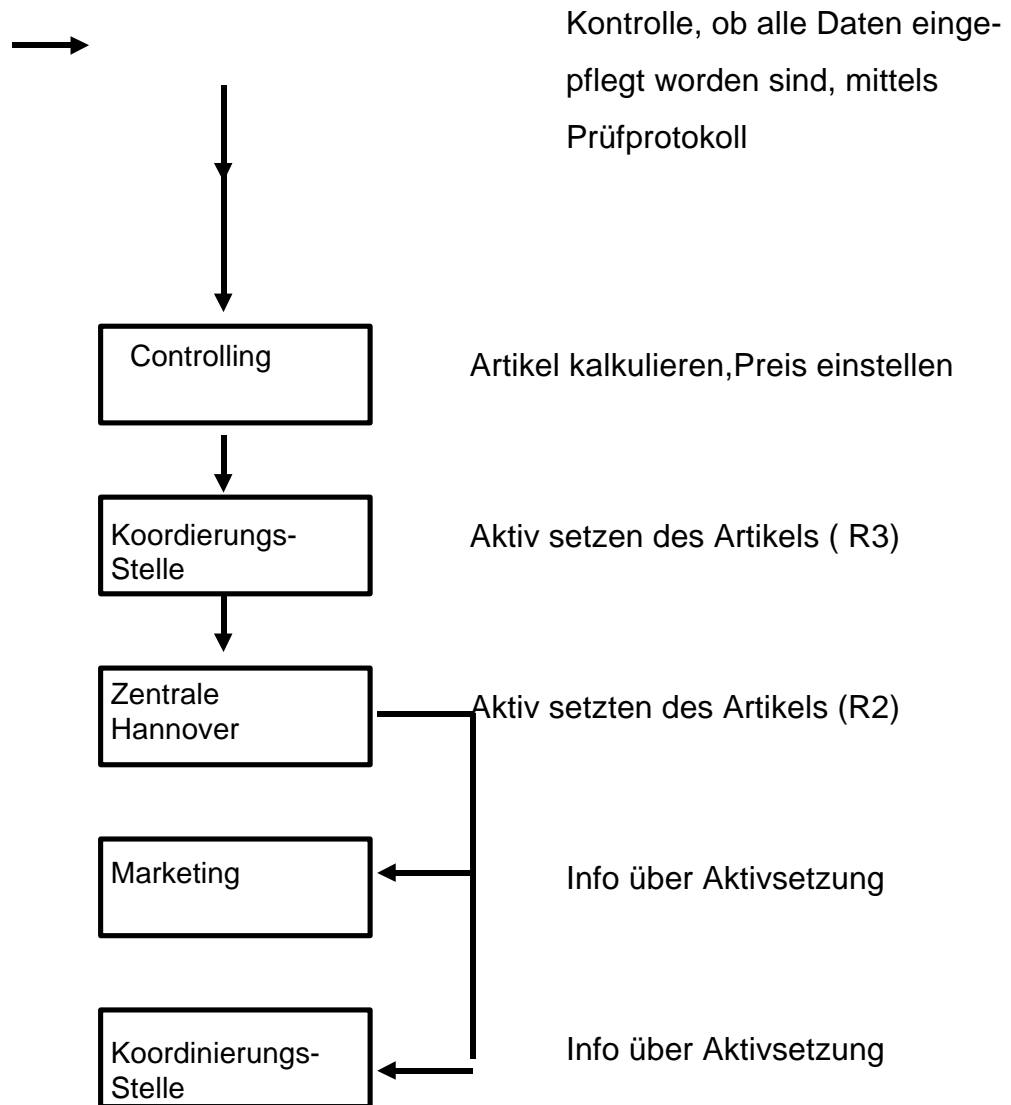 Kontrolle, ob alle Daten einge-
pflegt worden sind, mittels
Prüfprotokoll
Controlling
Artikel kalkulieren,Preis einstellen
Koordierungs-
Stelle
Aktiv setzen des Artikels ( R3)
Zentrale
Hannover
Aktiv setzten des Artikels (R2)
Marketing
Info über Aktivsetzung
Koordinierungs-
Stelle
Info über Aktivsetzung